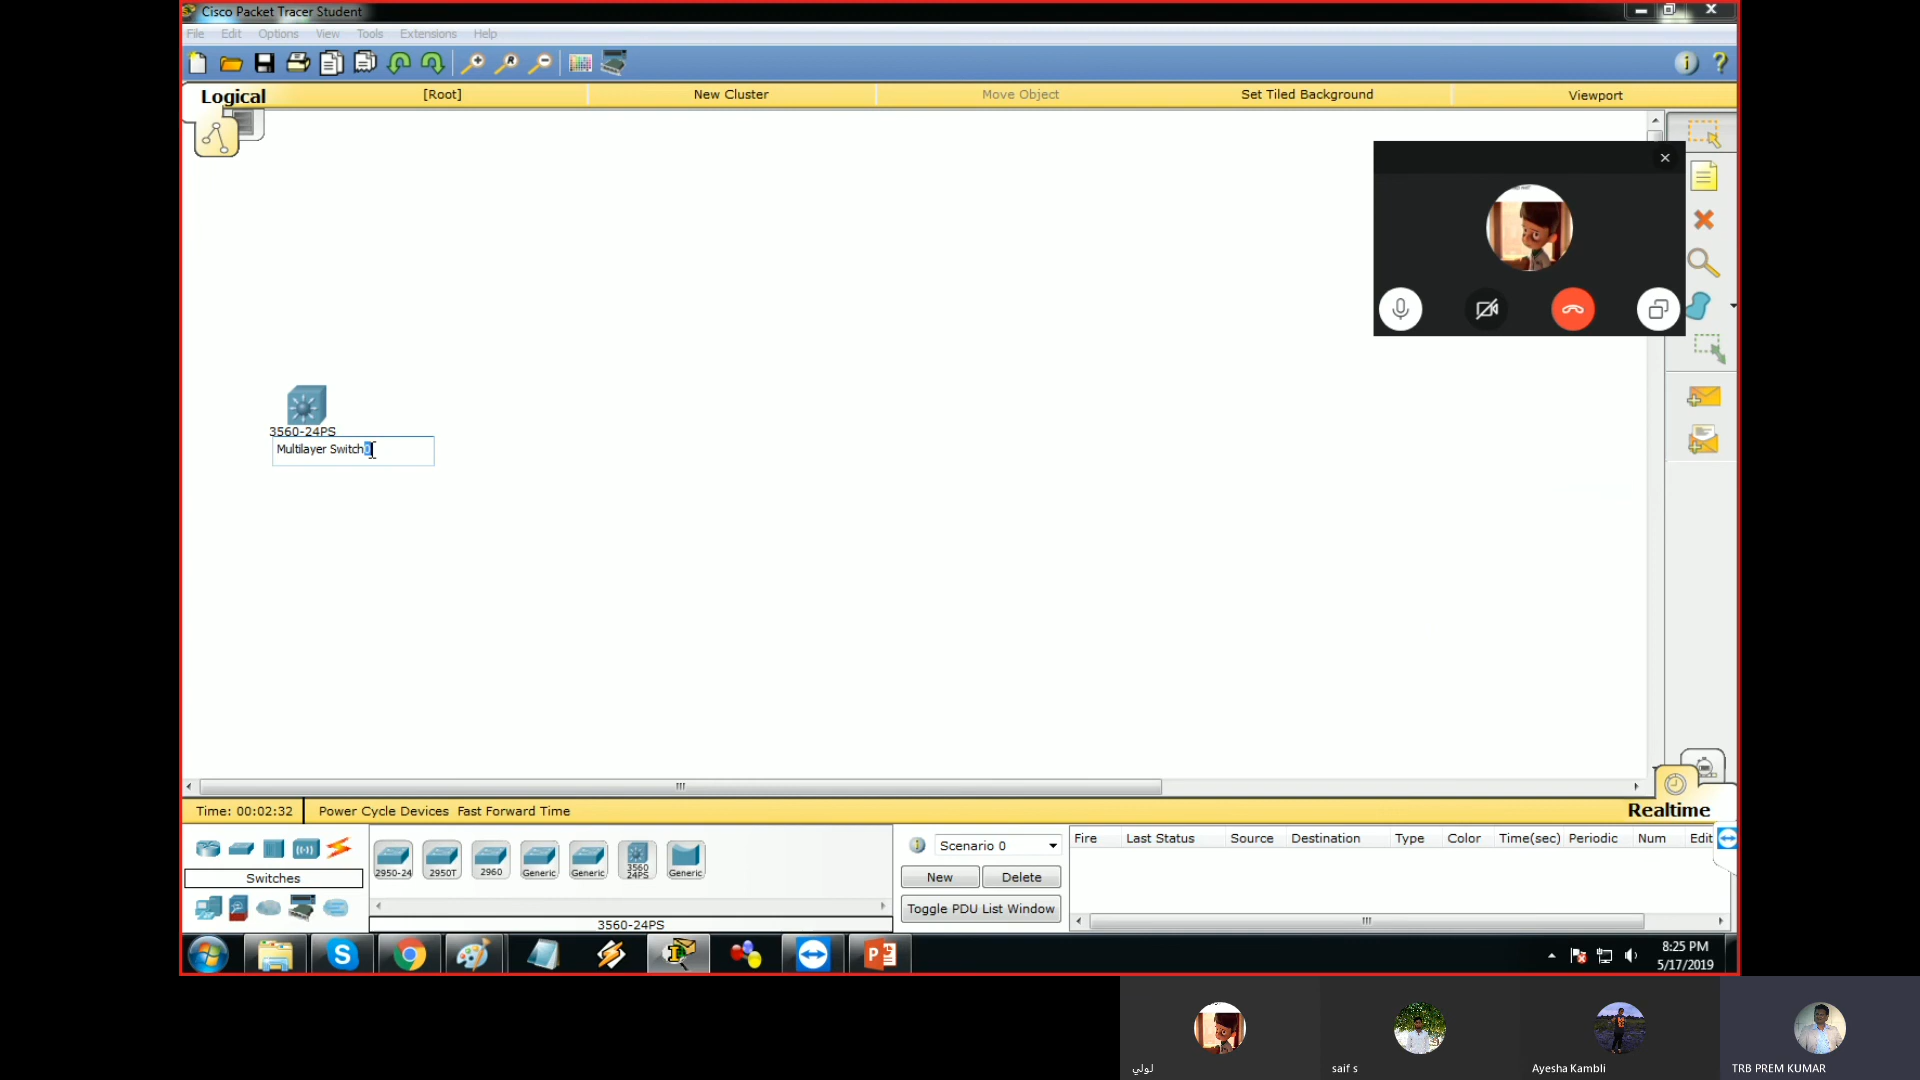 Cisco Packet Tracer Student
File Edit Options View Tools Extensions Help
Logical [Root] New Cluster Move Object Set Tiled Background Viewport
3560-24PS
Multilayer Switch0
Time: 00:02:32 Power Cycle Devices Fast Forward Time Realtime
Switches
2950-24 2950T 2960 Generic Generic 3560 24PS Generic
3560-24PS
Scenario 0
New Delete
Toggle PDU List Window
Fire Last Status Source Destination Type Color Time(sec) Periodic Num Edit
8:25 PM
5/17/2019
لولي saif s Ayesha Kambli TRB PREM KUMAR